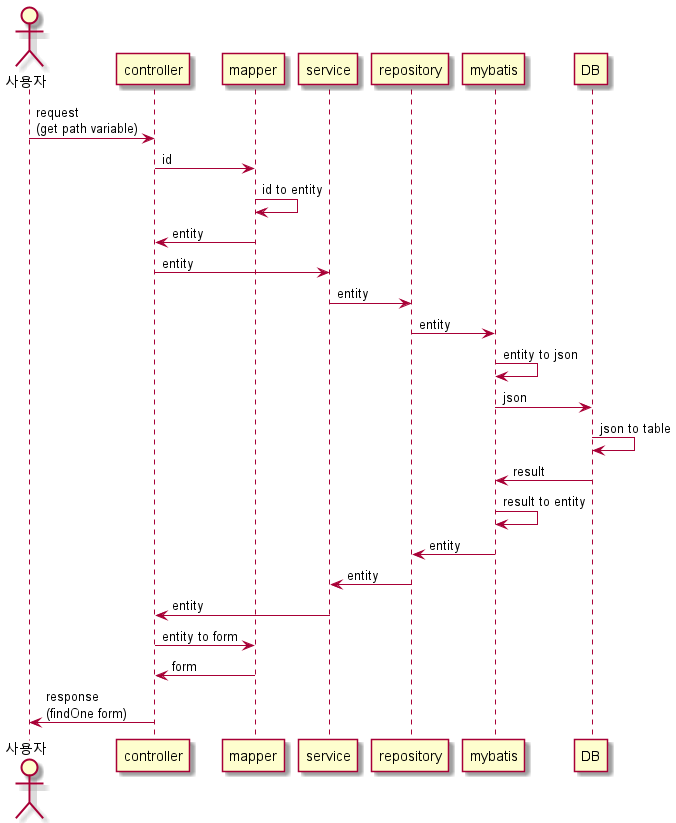 사용자
controller
mapper
service
repository
mybatis
DB
request
(get path variable)
id
id to entity
entity
entity
entity
entity
entity to json
json
json to table
result
result to entity
entity
entity
entity
entity to form
form
response
(findOne form)
사용자
controller
mapper
service
repository
mybatis
DB